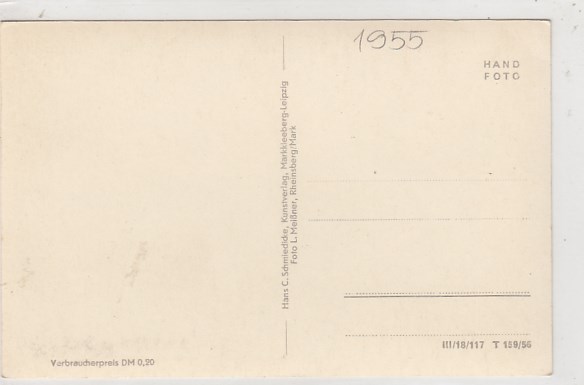 1955
HAND
FOTO
Hans C. Schmiedicke, Kunstverlag, Markkleeberg-Leipzig
Foto L. Meißner, Rheinsberg/Mark
III/18/117 T 159/56
Verbraucherpreis DM 0,20